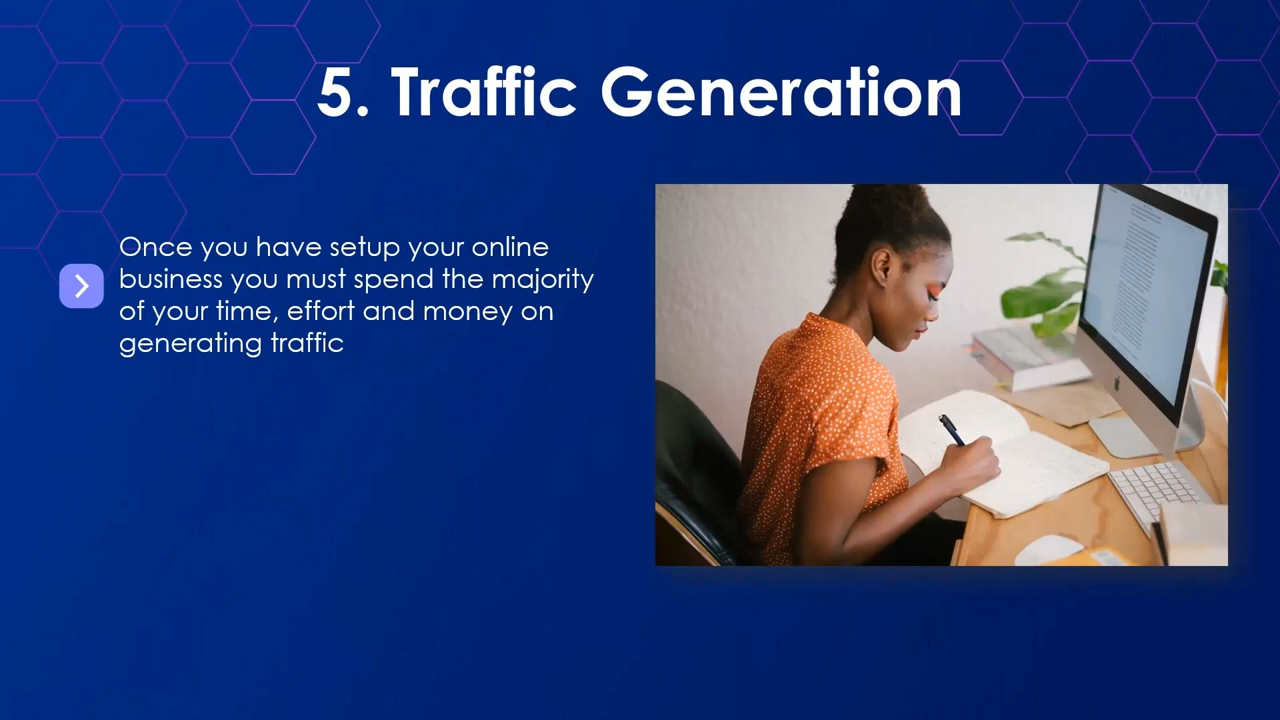 5. Traffic Generation
Once you have setup your online
business you must spend the majority
of your time, effort and money on
generating traffic